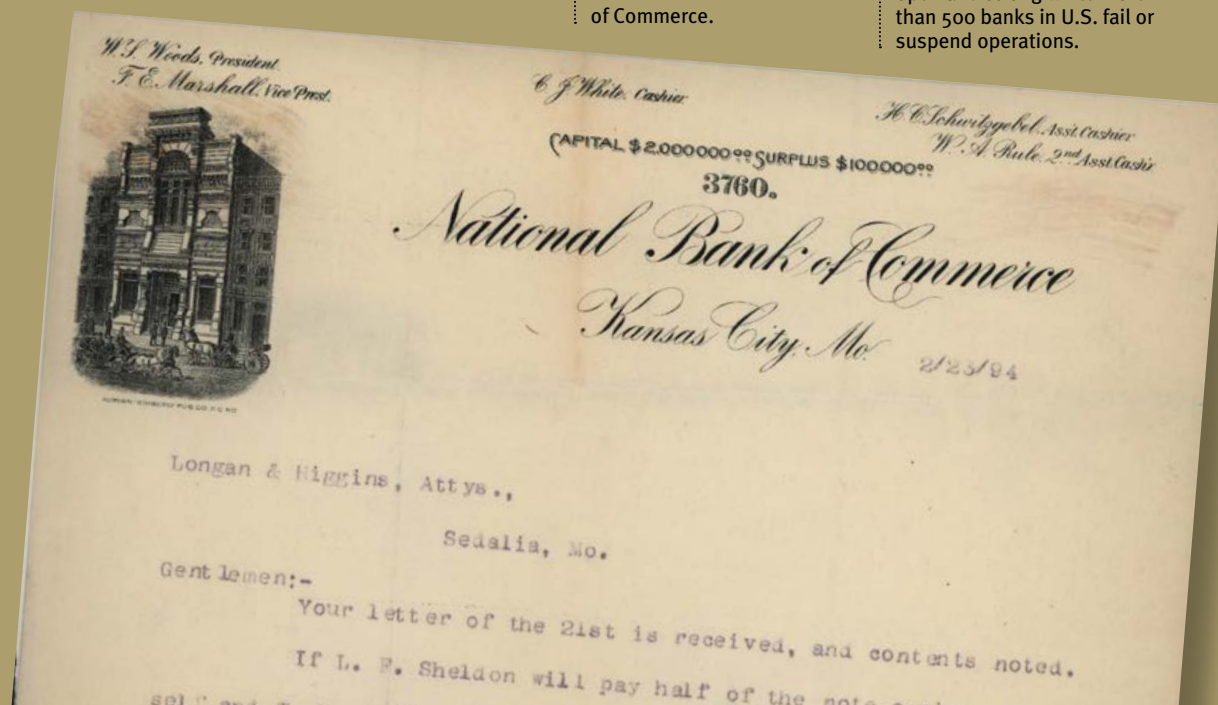 of Commerce.
than 500 banks in U.S. fail or
suspend operations.
W. S. Woods, President.
F. E. Marshall, Vice Prest.
C. J. White, Cashier
H. C. Schwitzgebel, Asst Cashier
W. A. Rule, 2nd Asst Cashr
CAPITAL $2.000000.00 SURPLUS $100.000.00
3760.
National Bank of Commerce
Kansas City, Mo.
2/23/94
Longan & Higgins, Attys.,
Sedalia, Mo.
Gentlemen:-
Your letter of the 21st is received, and contents noted.
If L. F. Sheldon will pay half of the note